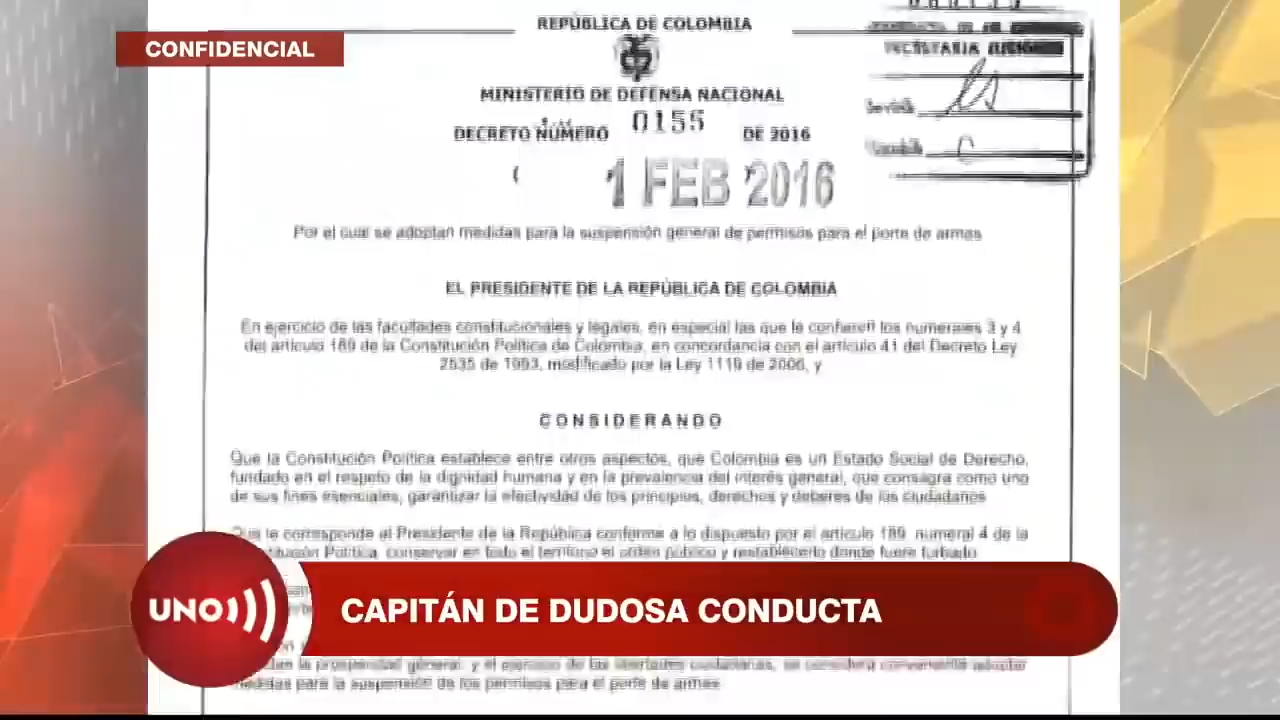 CONFIDENCIAL
REPÚBLICA DE COLOMBIA
MINISTERIO DE DEFENSA NACIONAL
DECRETO NÚMERO 0155 DE 2016
1 FEB 2016
Por el cual se adoptan medidas para la suspensión general de permisos para el porte de armas
EL PRESIDENTE DE LA REPÚBLICA DE COLOMBIA
En ejercicio de las facultades constitucionales y legales, en especial las que le confieren los numerales 3 y 4
del artículo 189 de la Constitución Política de Colombia, en concordancia con el artículo 41 del Decreto Ley
2535 de 1993, modificado por la Ley 1119 de 2006, y
CONSIDERANDO
Que la Constitución Política establece entre otros aspectos, que Colombia es un Estado Social de Derecho,
fundado en el respeto de la dignidad humana y en la prevalencia del interés general, que consagra como uno
de sus fines esenciales, garantizar la efectividad de los principios, derechos y deberes de los ciudadanos
le corresponde al Presidente de la República conforme a lo dispuesto por el artículo 189, numeral 4 de la
Política, conservar en todo el territorio el orden público y restablecerlo donde fuere turbado
UNO
CAPITÁN DE DUDOSA CONDUCTA
la prosperidad general, y el ejercicio de las libertades ciudadanas, se considera conveniente adoptar
medidas para la suspensión de los permisos para el porte de armas